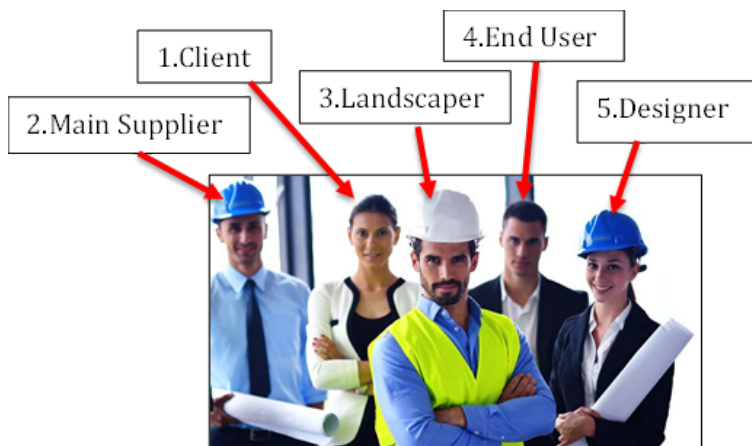 4.End User
1.Client
3.Landscaper
5.Designer
2.Main Supplier